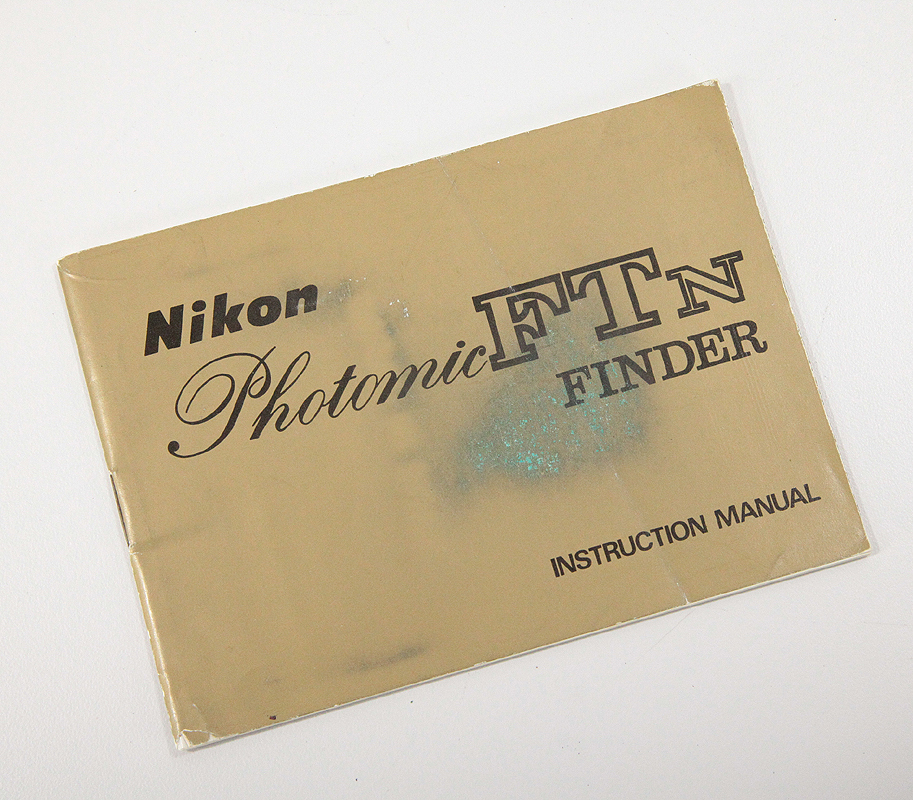 Nikon
Photomic FTN
FINDER
INSTRUCTION MANUAL